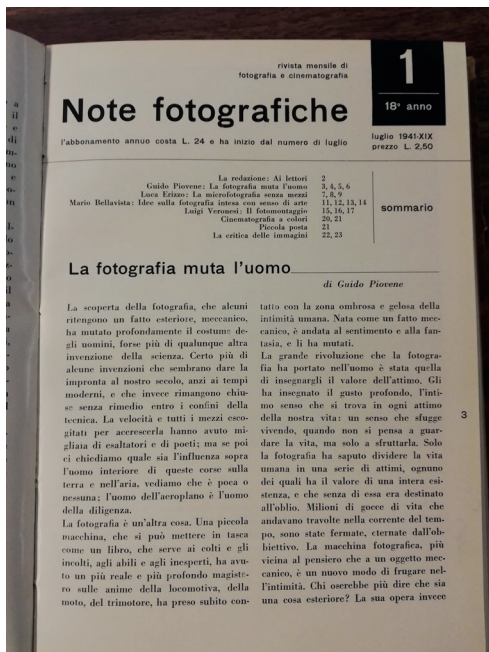 rivista mensile di
fotografia e cinematografia
Note fotografiche
l'abbonamento annuo costa L. 24 e ha inizio dal numero di luglio
1
18° anno
luglio 1941-XIX
prezzo L. 2,50
La redazione: Ai lettori 2
Guido Piovene: La fotografia muta l'uomo 3, 4, 5, 6
Luca Erizzo: La microfotografia senza mezzi 7, 8, 9
Mario Bellavista: Idee sulla fotografia intesa con senso di arte 11, 12, 13, 14
Luigi Veronesi: Il fotomontaggio 15, 16, 17
Cinematografia a colori 20, 21
Piccola posta 21
La critica delle immagini 22, 23
sommario
La fotografia muta l'uomo
di Guido Piovene
La scoperta della fotografia, che alcuni
ritengono un fatto esteriore, meccanico,
ha mutato profondamente il costume de-
gli uomini, forse più di qualunque altra
invenzione della scienza. Certo più di
alcune invenzioni che sembrano dare la
impronta al nostro secolo, anzi ai tempi
moderni, e che invece rimangono chiu-
se senza rimedio entro i confini della
tecnica. La velocità e tutti i mezzi esco-
gitati per accrescerla hanno avuto mi-
gliaia di esaltatori e di poeti; ma se poi
ci chiediamo quale sia l'influenza sopra
l'uomo interiore di queste corse sulla
terra e nell'aria, vediamo che è poca o
nessuna; l'uomo dell'aeroplano è l'uomo
della diligenza.
La fotografia è un'altra cosa. Una piccola
macchina, che si può mettere in tasca
come un libro, che serve ai colti e gli
incolti, agli abili e agli inesperti, ha avu-
to un più reale e più profondo magiste-
ro sulle anime della locomotiva, della
moto, del trimotore, ha preso subito con-
tatto con la zona ombrosa e gelosa della
intimità umana. Nata come un fatto mec-
canico, è andata al sentimento e alla fan-
tasia, e li ha mutati.
La grande rivoluzione che la fotogra-
fia ha portato nell'uomo è stata quella
di insegnargli il valore dell'attimo. Gli
ha insegnato il gusto profondo, l'inti-
mo senso che si trova in ogni attimo
della nostra vita: un senso che sfugge
vivendo, quando non si pensa a guar-
dare la vita, ma solo a sfruttarla. Solo
la fotografia ha saputo dividere la vita
umana in una serie di attimi, ognuno
dei quali ha il valore di una intera esi-
stenza, e che senza di essa era destinato
all'oblio. Milioni di gocce di vita che
andavano travolte nella corrente del tem-
po, sono state fermate, eternate dall'ob-
biettivo. La macchina fotografica, più
vicina al pensiero che a un oggetto mec-
canico, è un nuovo modo di frugare nel-
l'intimità. Chi oserebbe più dire che sia
una cosa esteriore? La sua opera invece
3